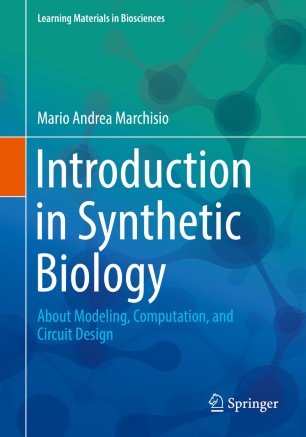 Learning Materials in Biosciences
Mario Andrea Marchisio
Introduction
in Synthetic
Biology
About Modeling, Computation, and
Circuit Design
Springer